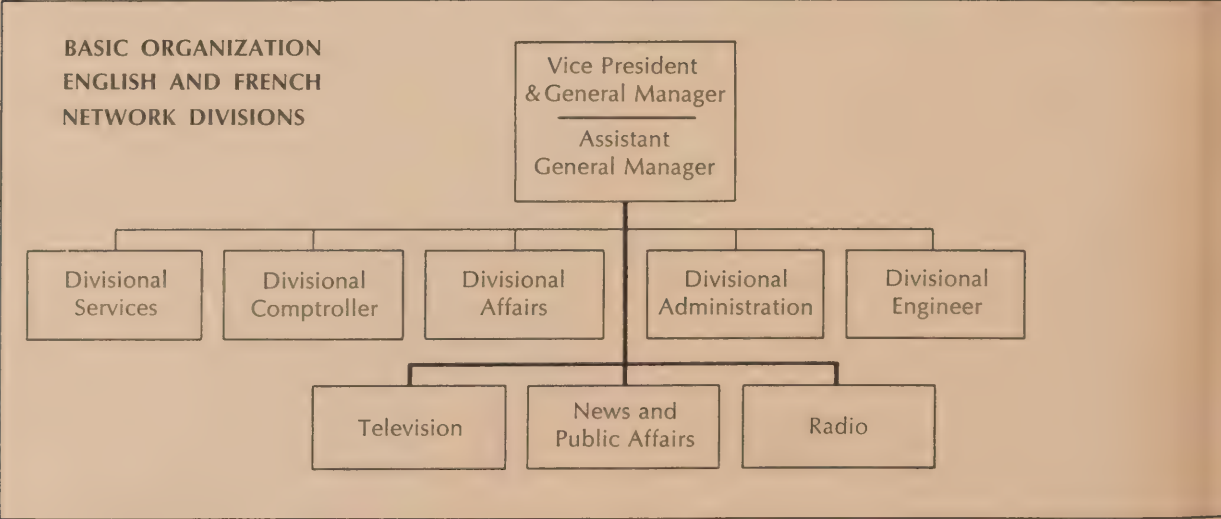 BASIC ORGANIZATION
ENGLISH AND FRENCH
NETWORK DIVISIONS
Vice President
& General Manager
Assistant
General Manager
Divisional
Services
Divisional
Comptroller
Divisional
Affairs
Divisional
Administration
Divisional
Engineer
Television
News and
Public Affairs
Radio